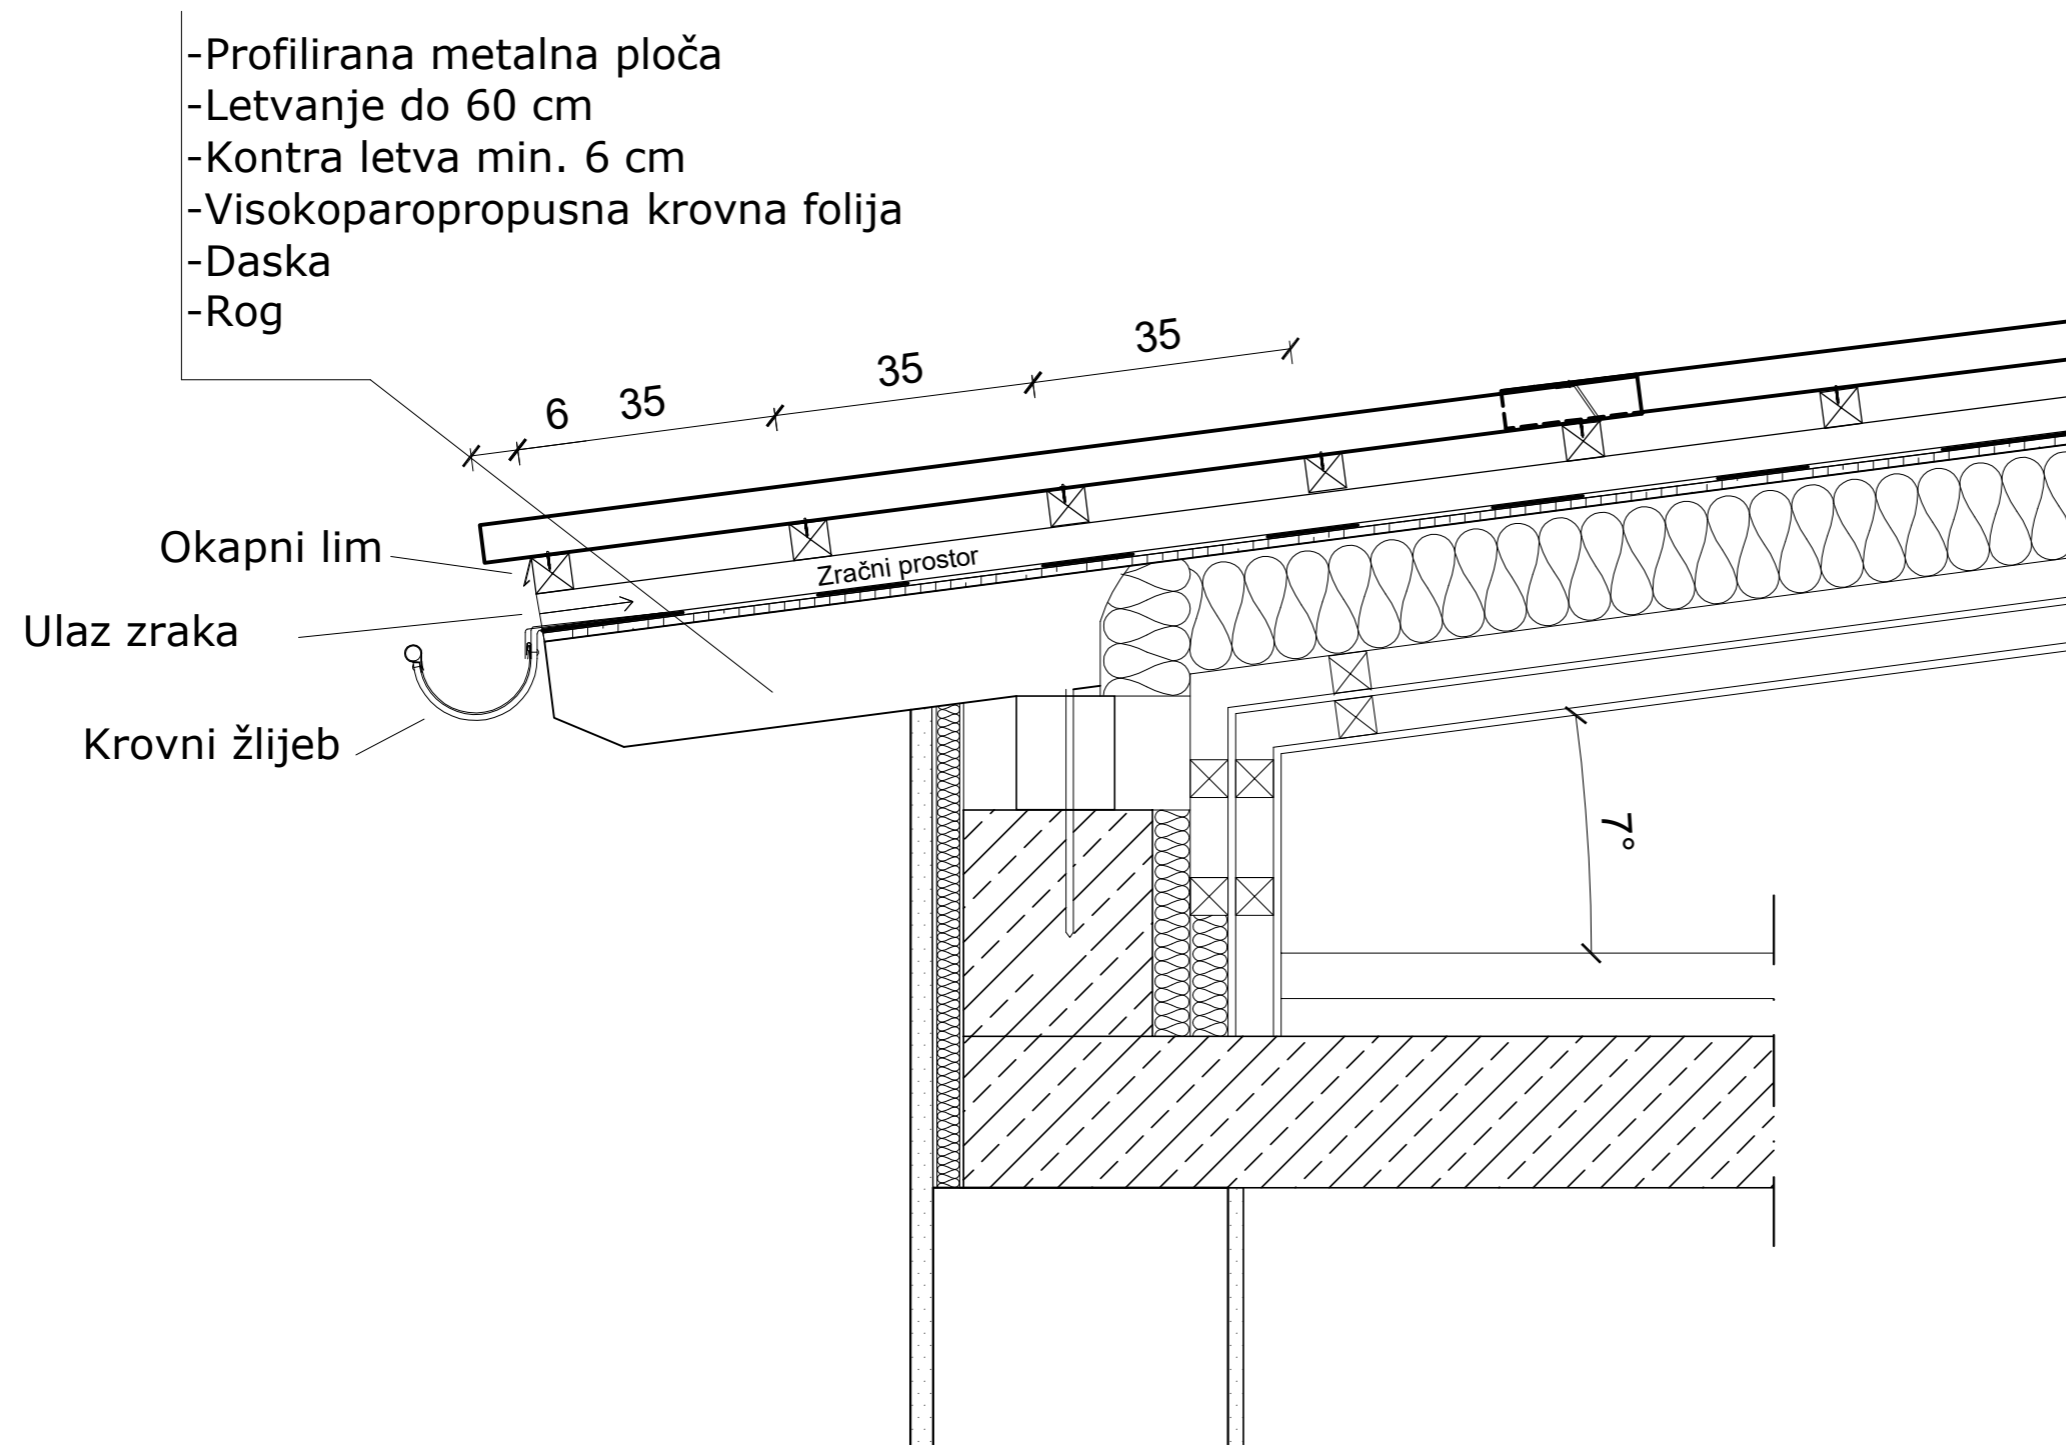 -Profilirana metalna ploča
-Letvanje do 60 cm
-Kontra letva min. 6 cm
-Visokoparopropusna krovna folija
-Daska
-Rog
6
35
35
35
Okapni lim
Zračni prostor
Ulaz zraka
Krovni žlijeb
7°